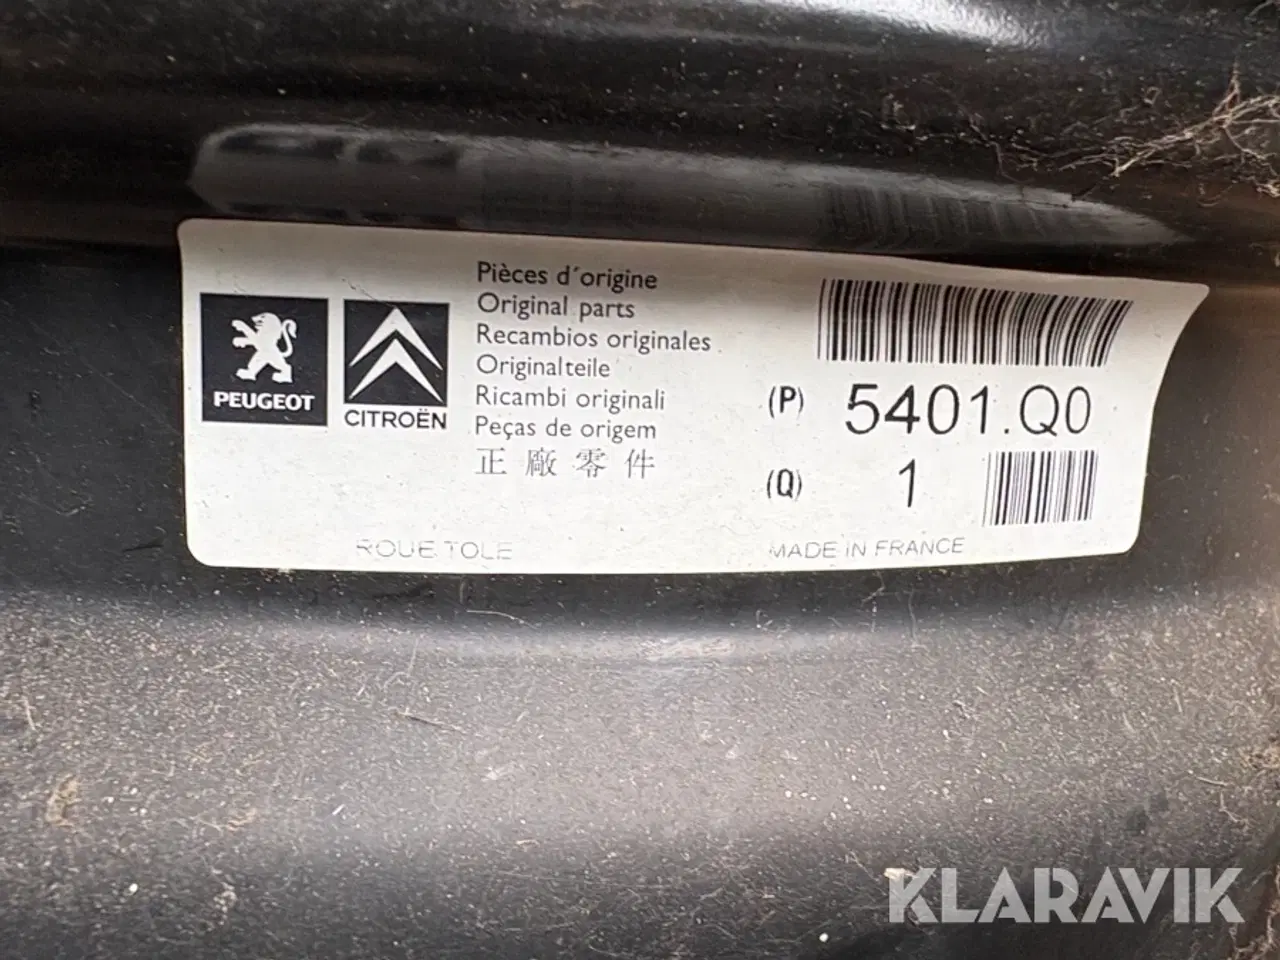 PEUGEOT
CITROËN
Pièces d'origine
Original parts
Recambios originales
Originalteile
Ricambi originali
Peças de origem
正廠零件
(P) 5401.Q0
(Q) 1
ROUE TOLE
MADE IN FRANCE
KLARAVIK